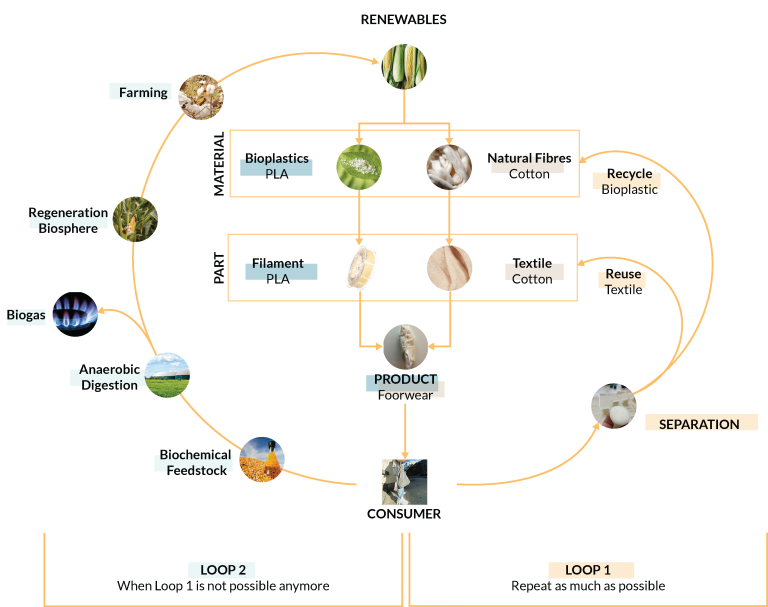 RENEWABLES
Farming
MATERIAL
Bioplastics
PLA
Natural Fibres
Cotton
Recycle
Bioplastic
Regeneration
Biosphere
PART
Filament
PLA
Textile
Cotton
Reuse
Textile
Biogas
Anaerobic
Digestion
PRODUCT
Foorwear
SEPARATION
Biochemical
Feedstock
CONSUMER
LOOP 2
When Loop 1 is not possible anymore
LOOP 1
Repeat as much as possible